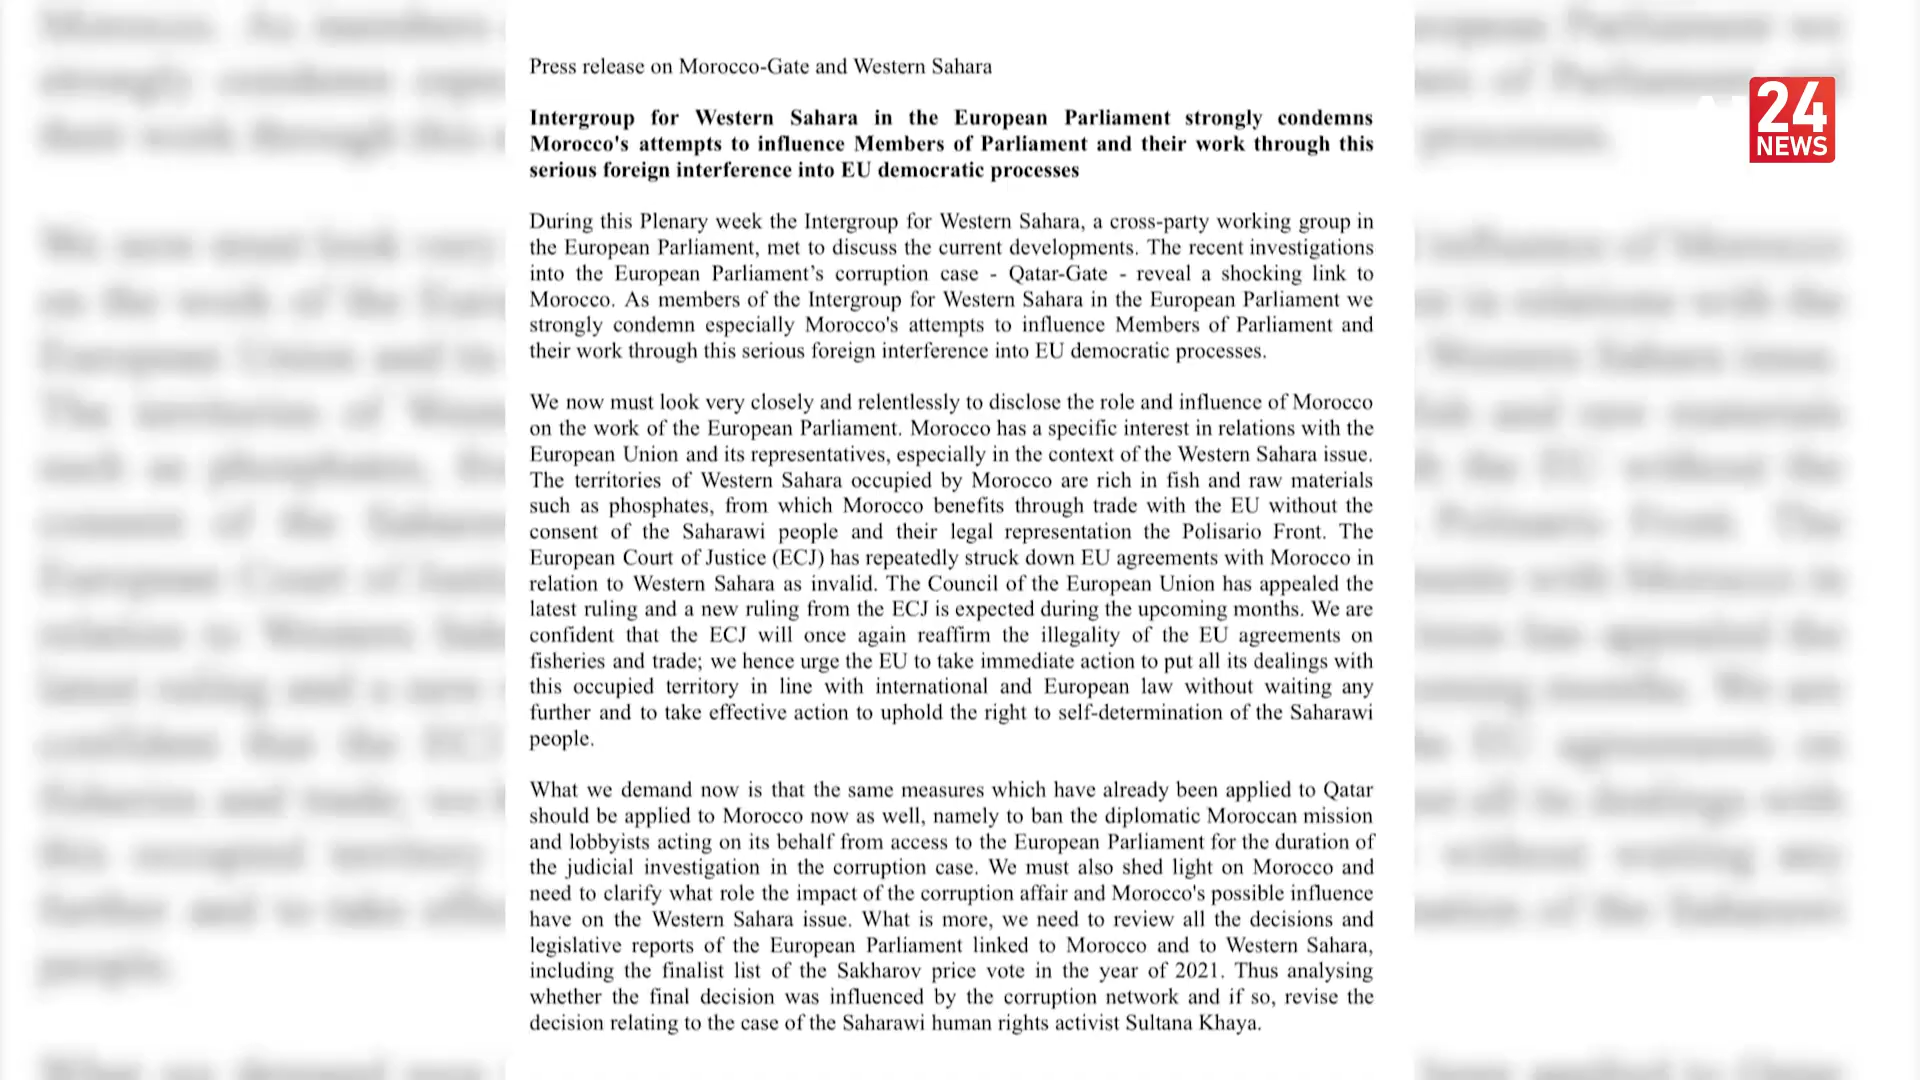 Press release on Morocco-Gate and Western Sahara
Intergroup for Western Sahara in the European Parliament strongly condemns
Morocco's attempts to influence Members of Parliament and their work through this
serious foreign interference into EU democratic processes
During this Plenary week the Intergroup for Western Sahara, a cross-party working group in
the European Parliament, met to discuss the current developments. The recent investigations
into the European Parliament’s corruption case - Qatar-Gate - reveal a shocking link to
Morocco. As members of the Intergroup for Western Sahara in the European Parliament we
strongly condemn especially Morocco's attempts to influence Members of Parliament and
their work through this serious foreign interference into EU democratic processes.
We now must look very closely and relentlessly to disclose the role and influence of Morocco
on the work of the European Parliament. Morocco has a specific interest in relations with the
European Union and its representatives, especially in the context of the Western Sahara issue.
The territories of Western Sahara occupied by Morocco are rich in fish and raw materials
such as phosphates, from which Morocco benefits through trade with the EU without the
consent of the Saharawi people and their legal representation the Polisario Front. The
European Court of Justice (ECJ) has repeatedly struck down EU agreements with Morocco in
relation to Western Sahara as invalid. The Council of the European Union has appealed the
latest ruling and a new ruling from the ECJ is expected during the upcoming months. We are
confident that the ECJ will once again reaffirm the illegality of the EU agreements on
fisheries and trade; we hence urge the EU to take immediate action to put all its dealings with
this occupied territory in line with international and European law without waiting any
further and to take effective action to uphold the right to self-determination of the Saharawi
people.
What we demand now is that the same measures which have already been applied to Qatar
should be applied to Morocco now as well, namely to ban the diplomatic Moroccan mission
and lobbyists acting on its behalf from access to the European Parliament for the duration of
the judicial investigation in the corruption case. We must also shed light on Morocco and
need to clarify what role the impact of the corruption affair and Morocco's possible influence
have on the Western Sahara issue. What is more, we need to review all the decisions and
legislative reports of the European Parliament linked to Morocco and to Western Sahara,
including the finalist list of the Sakharov price vote in the year of 2021. Thus analysing
whether the final decision was influenced by the corruption network and if so, revise the
decision relating to the case of the Saharawi human rights activist Sultana Khaya.
24
NEWS